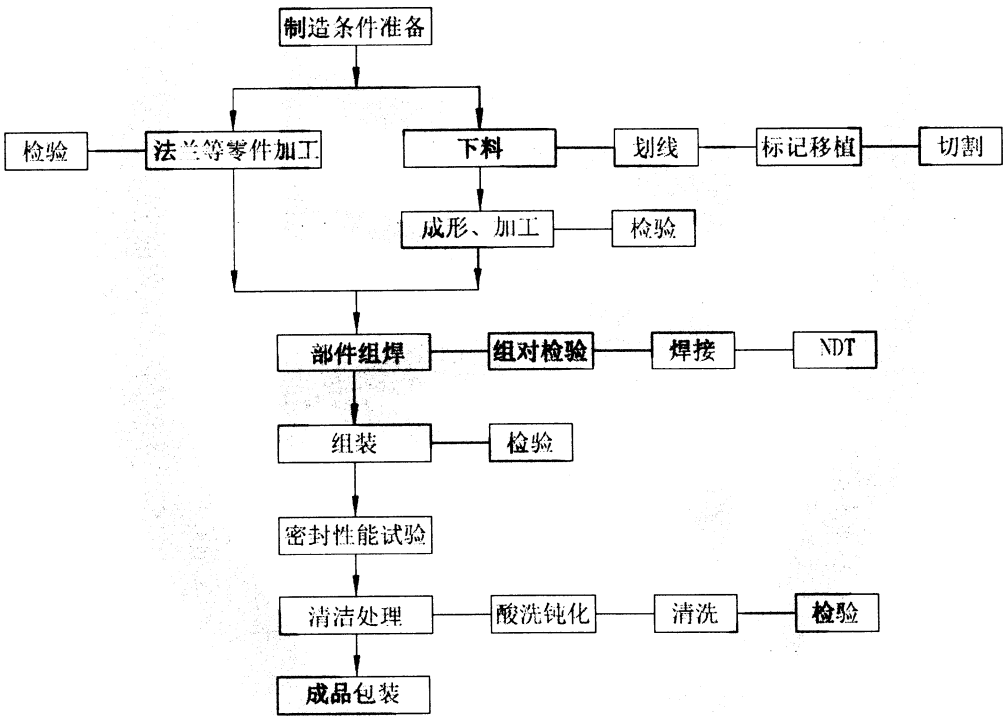 制造条件准备
检验
法兰等零件加工
下料
划线
标记移植
切割
成形、加工
检验
部件组焊
组对检验
焊接
NDT
组装
检验
密封性能试验
清洁处理
酸洗钝化
清洗
检验
成品包装